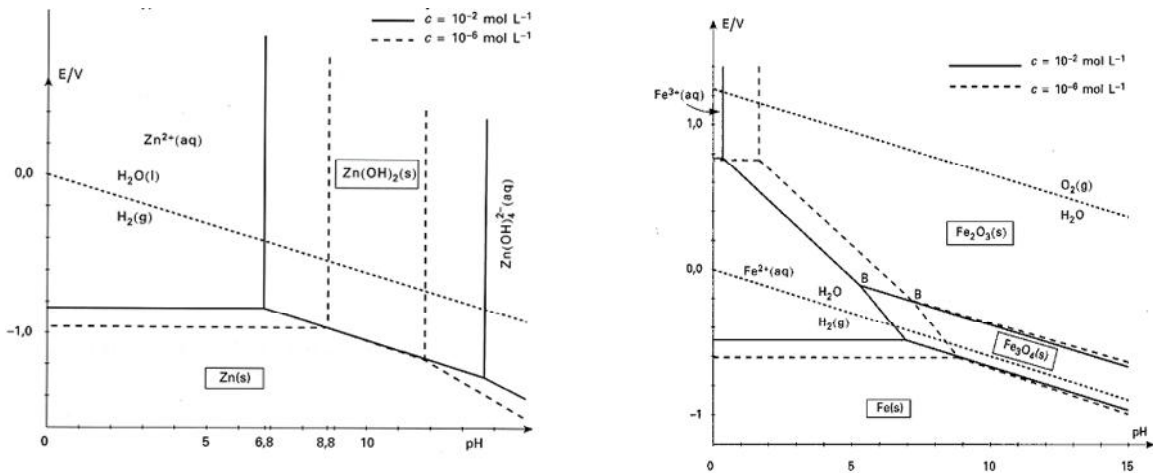 c = 10⁻² mol L⁻¹
c = 10⁻⁶ mol L⁻¹
E/V
Zn²⁺(aq)
Zn(OH)₂(s)
0,0
H₂O(l)
H₂(g)
Zn(OH)₄²⁻(aq)
−1,0
Zn(s)
0
5
6,8
8,8
10
pH
E/V
c = 10⁻² mol L⁻¹
c = 10⁻⁶ mol L⁻¹
Fe³⁺(aq)
1,0
O₂(g)
H₂O
Fe₂O₃(s)
0,0
Fe²⁺(aq)
B
B
H₂O
H₂(g)
Fe₃O₄(s)
Fe(s)
−1
0
5
10
pH
15